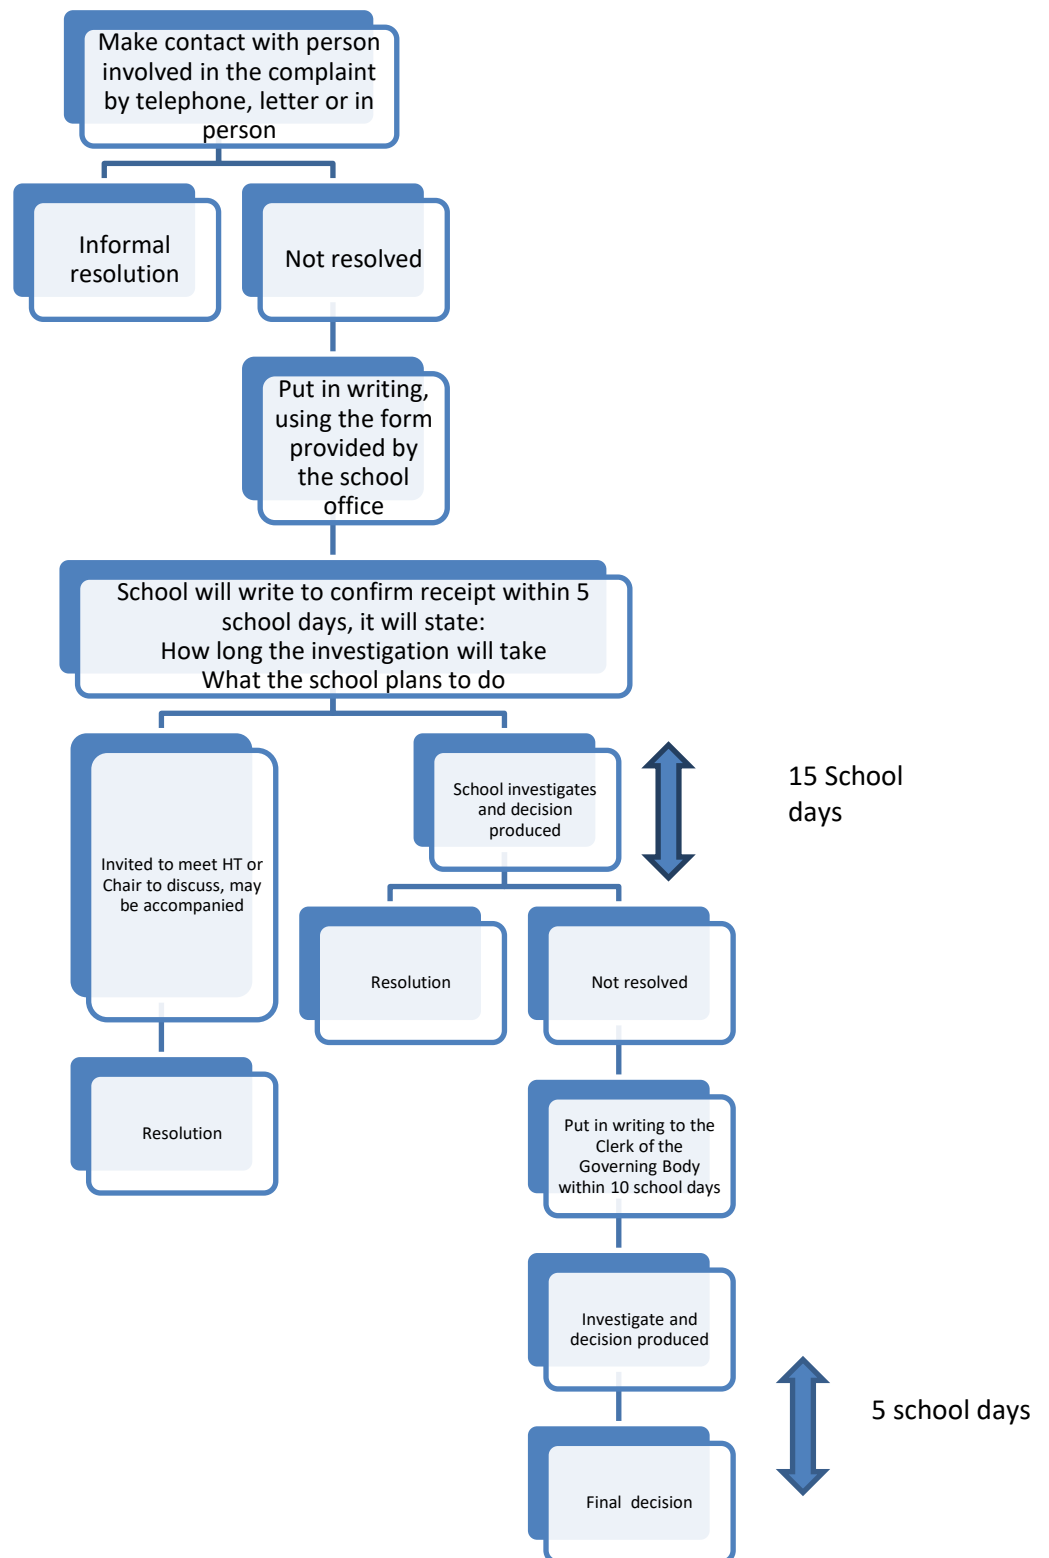 Make contact with person
involved in the complaint
by telephone, letter or in
person
Informal
resolution
Not resolved
Put in writing,
using the form
provided by
the school
office
School will write to confirm receipt within 5
school days, it will state:
How long the investigation will take
What the school plans to do
Invited to meet HT or
Chair to discuss, may
be accompanied
School investigates
and decision
produced
15 School
days
Resolution
Not resolved
Resolution
Put in writing to the
Clerk of the
Governing Body
within 10 school days
Investigate and
decision produced
5 school days
Final  decision